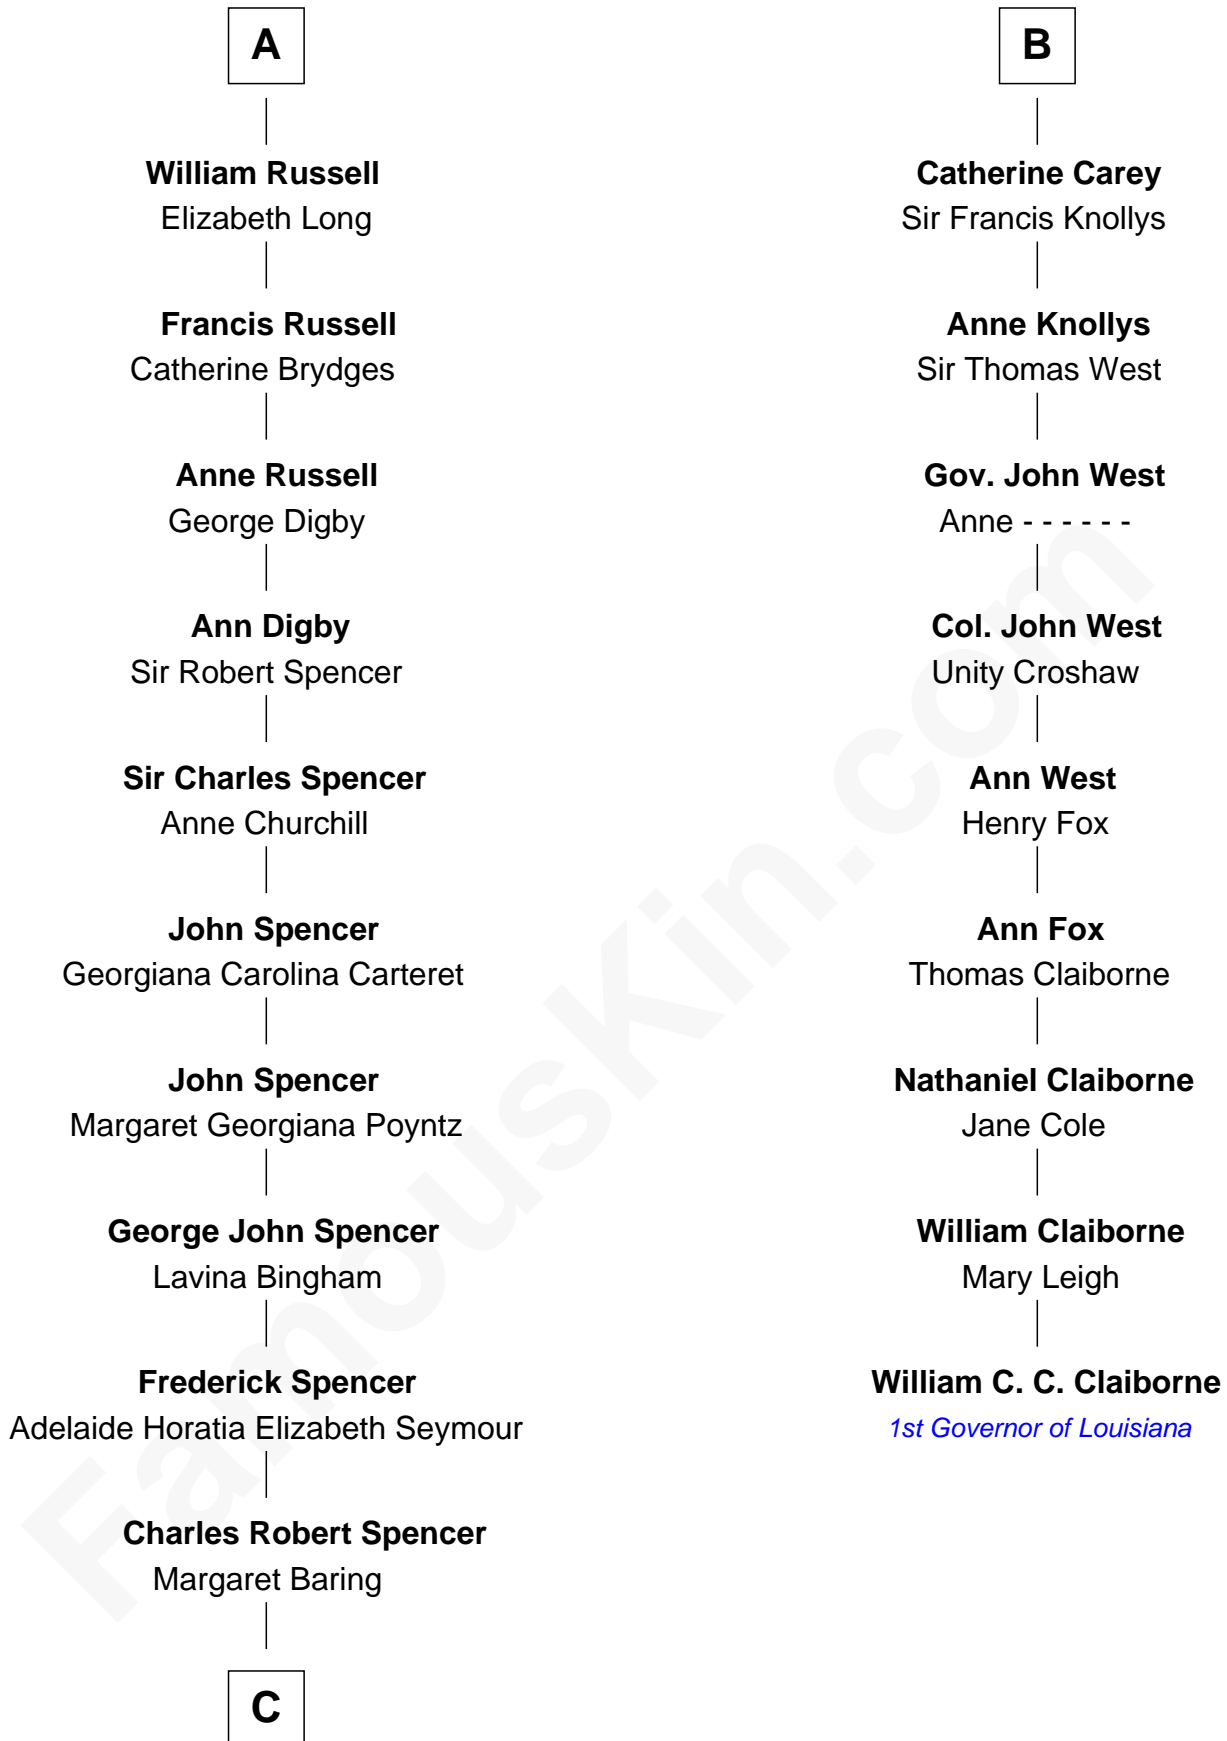 A
William Russell
Elizabeth Long
Francis Russell
Catherine Brydges
Anne Russell
George Digby
Ann Digby
Sir Robert Spencer
Sir Charles Spencer
Anne Churchill
John Spencer
Georgiana Carolina Carteret
John Spencer
Margaret Georgiana Poyntz
George John Spencer
Lavina Bingham
Frederick Spencer
Adelaide Horatia Elizabeth Seymour
Charles Robert Spencer
Margaret Baring
C
B
Catherine Carey
Sir Francis Knollys
Anne Knollys
Sir Thomas West
Gov. John West
Anne - - - - - -
Col. John West
Unity Croshaw
Ann West
Henry Fox
Ann Fox
Thomas Claiborne
Nathaniel Claiborne
Jane Cole
William Claiborne
Mary Leigh
William C. C. Claiborne
1st Governor of Louisiana
FamousKin.com